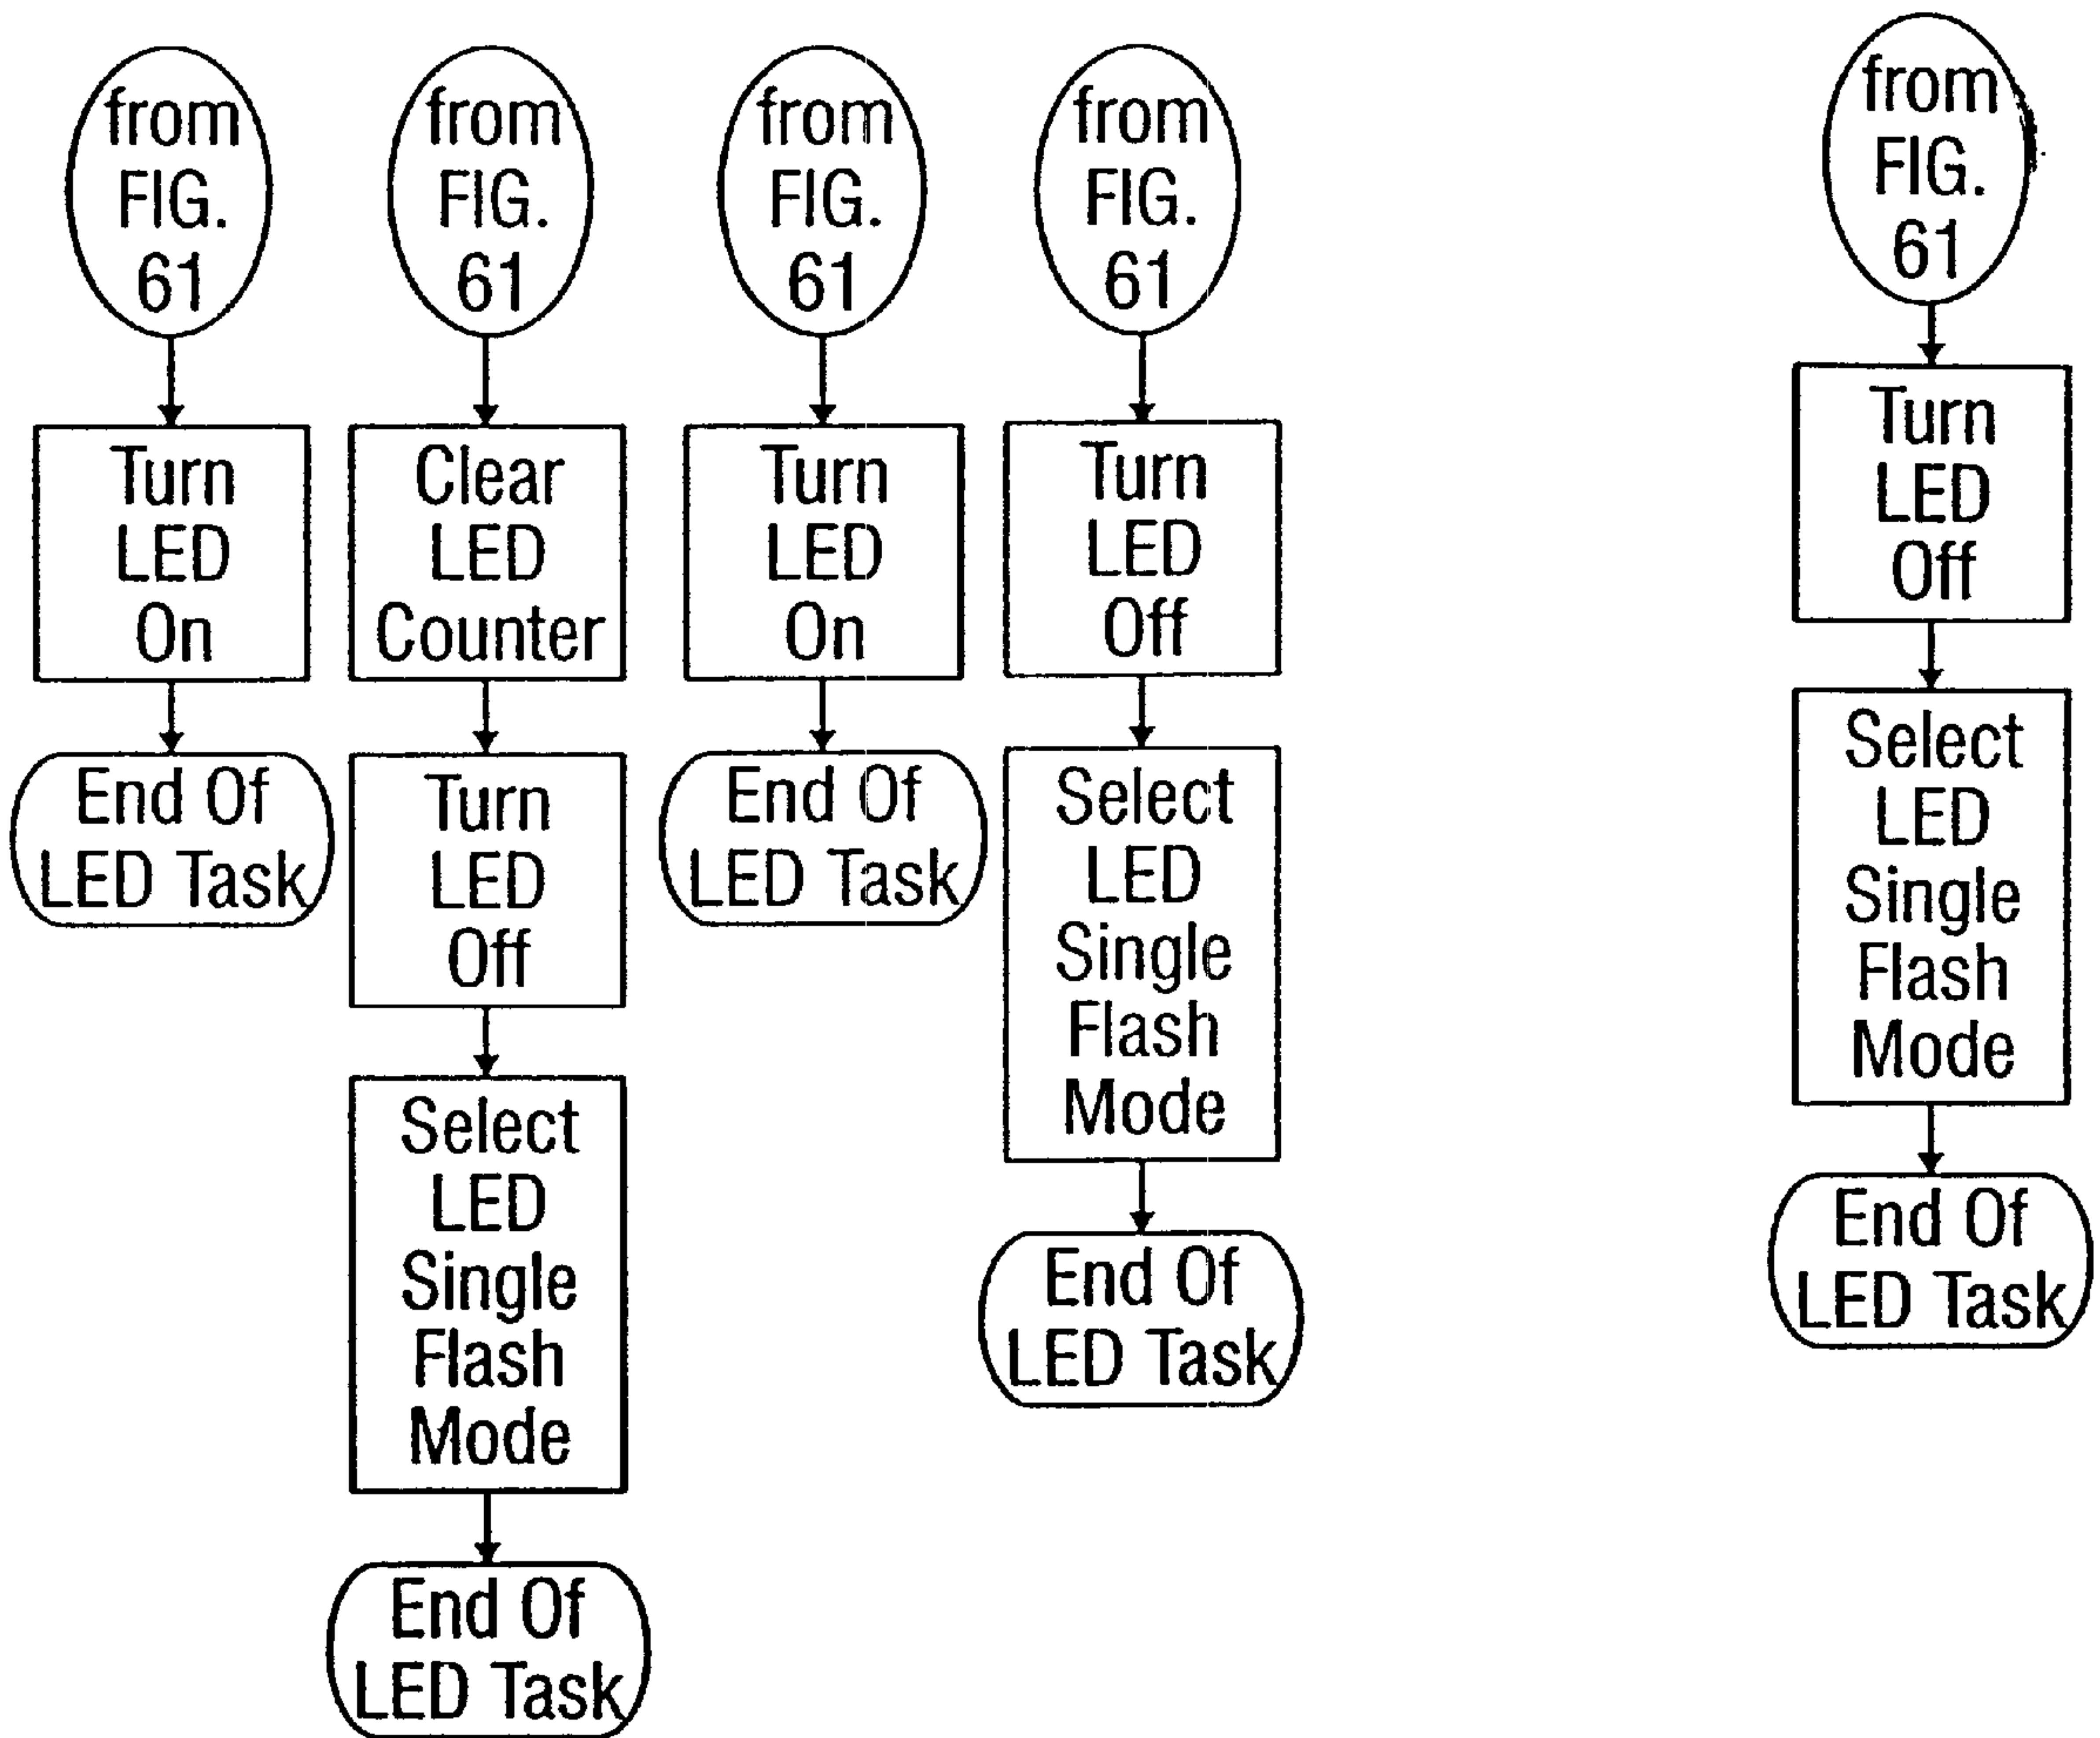 from
FIG.
61
Turn
LED
On
End Of
LED Task
from
FIG.
61
Clear
LED
Counter
Turn
LED
Off
Select
LED
Single
Flash
Mode
End Of
LED Task
from
FIG.
61
Turn
LED
On
End Of
LED Task
from
FIG.
61
Turn
LED
Off
Select
LED
Single
Flash
Mode
End Of
LED Task
from
FIG.
61
Turn
LED
Off
Select
LED
Single
Flash
Mode
End Of
LED Task